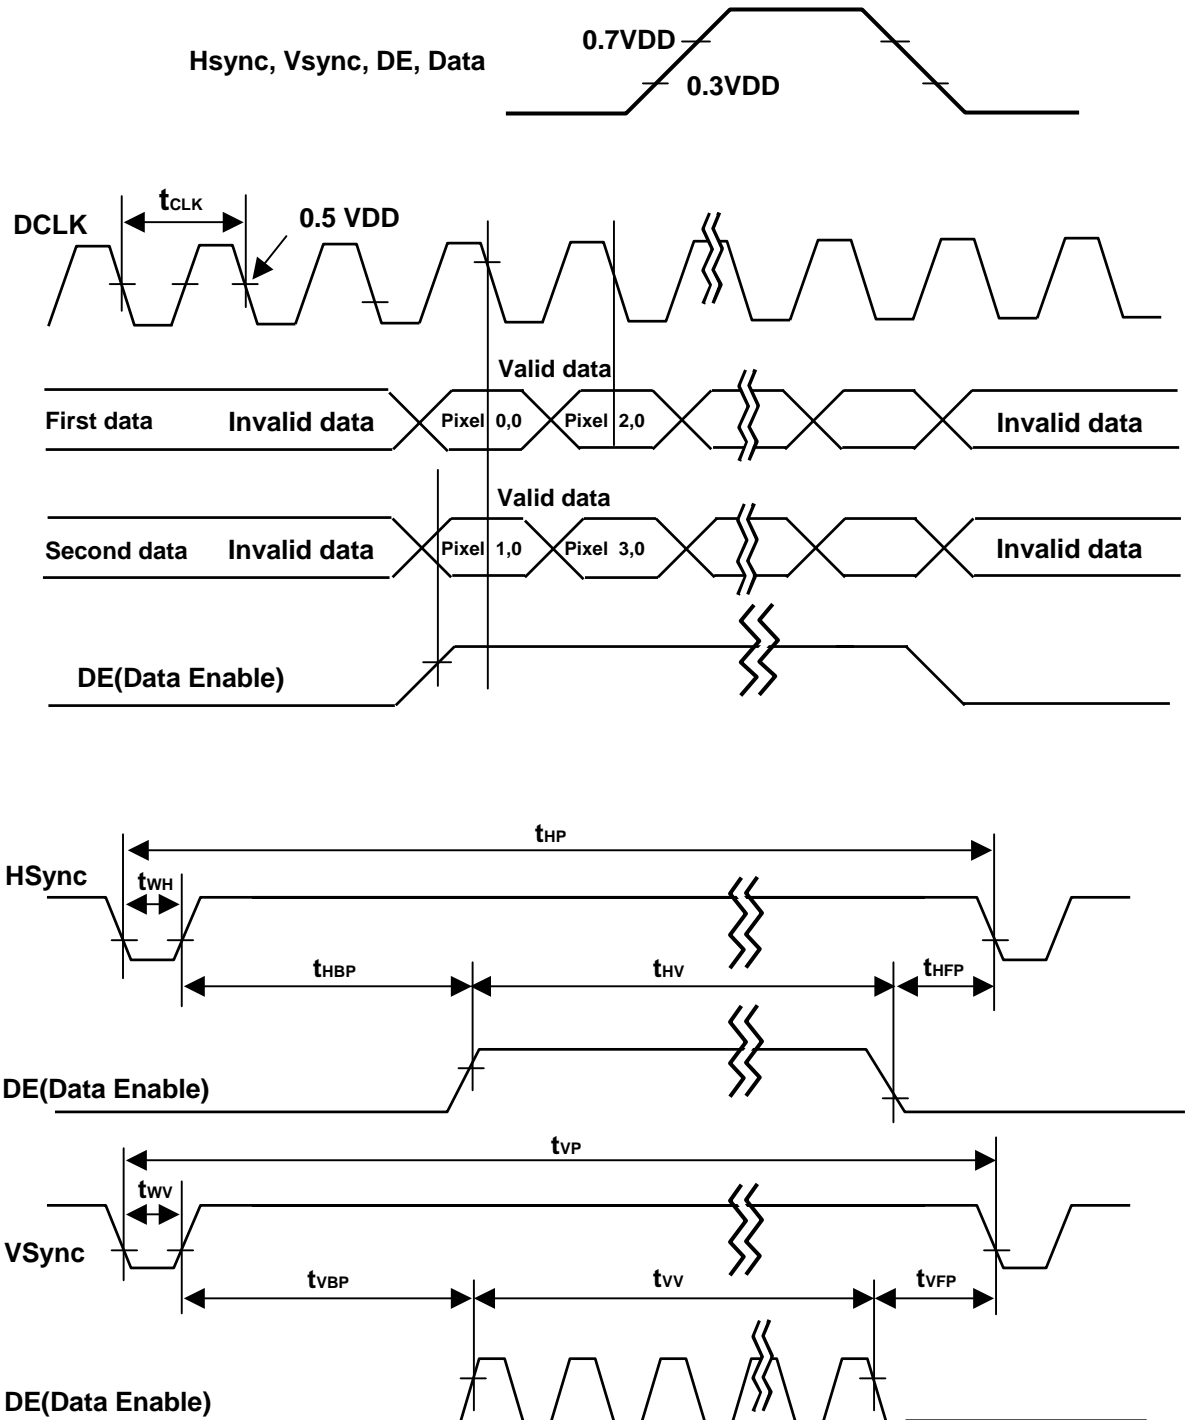 0.7VDD
Hsync, Vsync, DE, Data
0.3VDD
tCLK
DCLK
0.5 VDD
Valid data
First data Invalid data Pixel 0,0 Pixel 2,0 Invalid data
Valid data
Second data Invalid data Pixel 1,0 Pixel 3,0 Invalid data
DE(Data Enable)
tHP
HSync
tWH
tHBP tHV tHFP
DE(Data Enable)
tVP
tWV
VSync
tVBP tVV tVFP
DE(Data Enable)